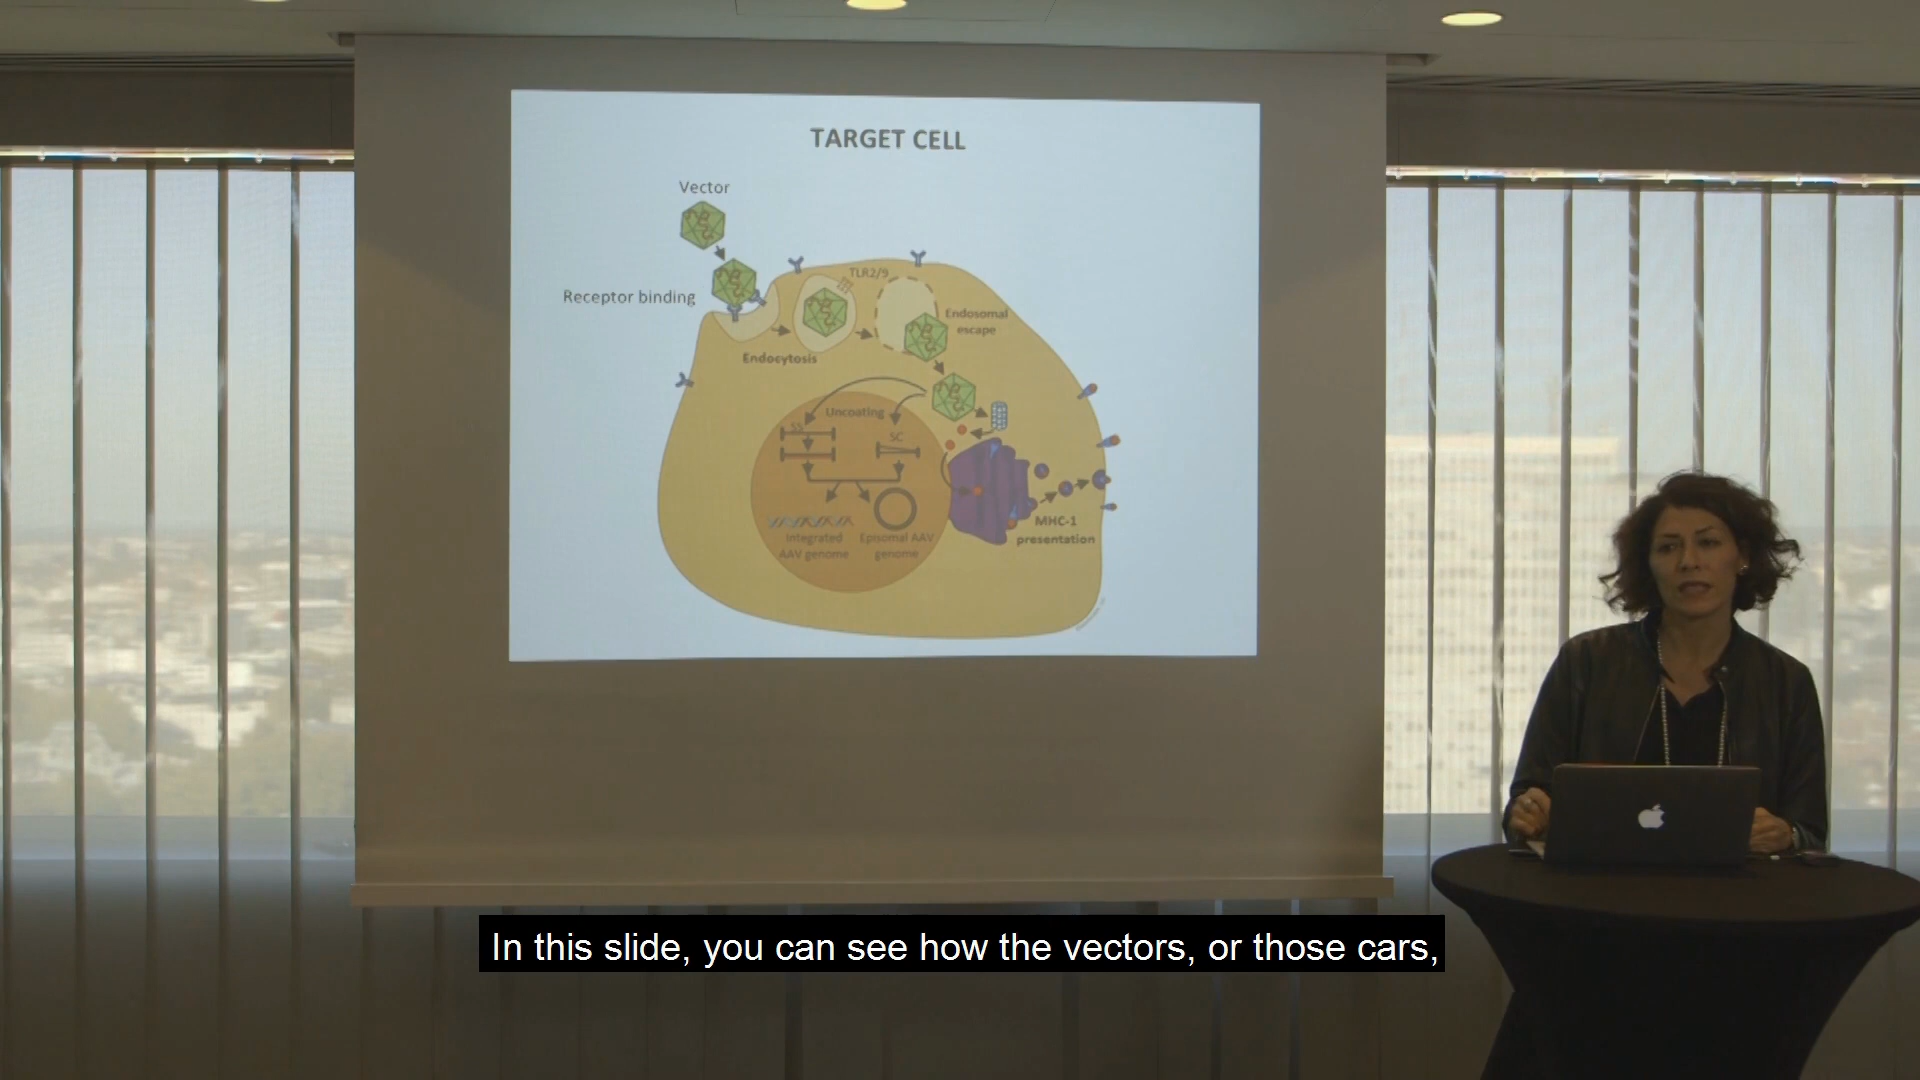 TARGET CELL
Vector
TLR2/9
Receptor binding
Endosomal
escape
Endocytosis
Uncoating
SS
SC
MHC-1
presentation
Integrated
AAV genome
Episomal AAV
genome
In this slide, you can see how the vectors, or those cars,